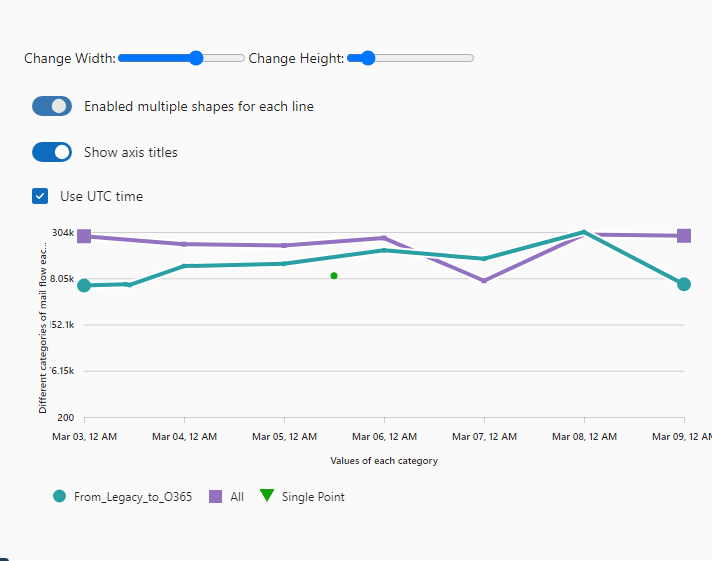 Change Width: Change Height:
Enabled multiple shapes for each line
Show axis titles
Use UTC time
Different categories of mail flow eac...
304k
8.05k
52.1k
6.15k
200
Mar 03, 12 AM Mar 04, 12 AM Mar 05, 12 AM Mar 06, 12 AM Mar 07, 12 AM Mar 08, 12 AM Mar 09, 12 AM
Values of each category
From_Legacy_to_O365 All Single Point